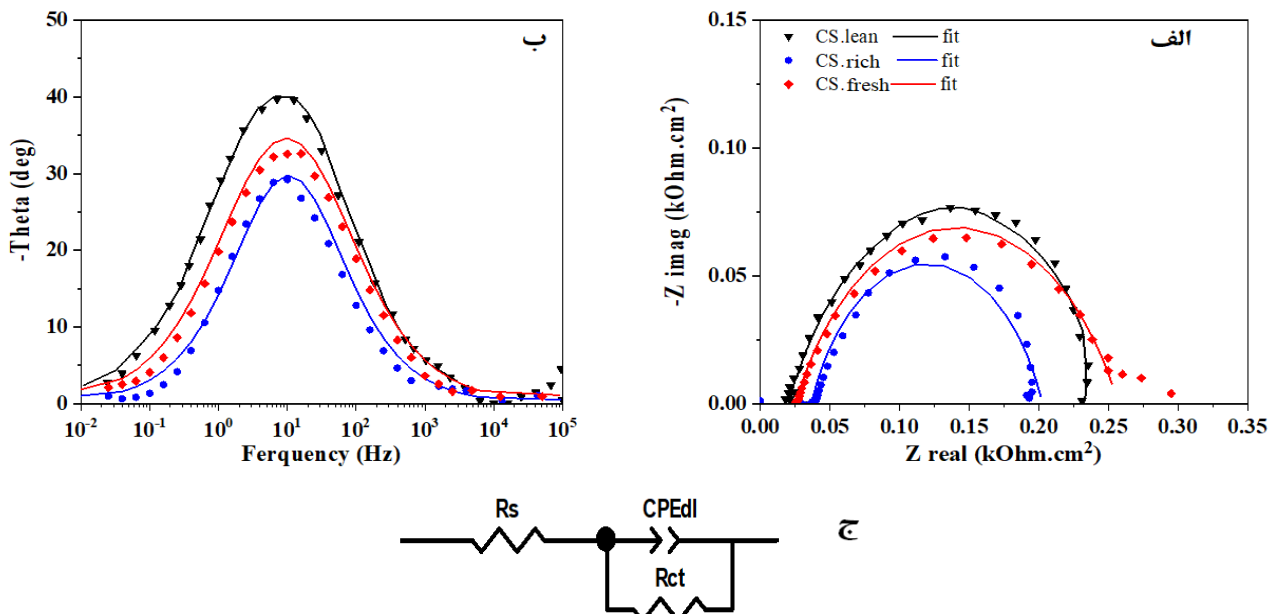 50
40
30
20
10
0
-Theta (deg)
10-2 10-1 100 101 102 103 104 105
Ferquency (Hz)
ب
0.15
0.10
0.05
0.00
-Z imag (kOhm.cm2)
CS.lean fit
CS.rich fit
CS.fresh fit
الف
0.00 0.05 0.10 0.15 0.20 0.25 0.30 0.35
Z real (kOhm.cm2)
Rs
CPEdl
Rct
ج